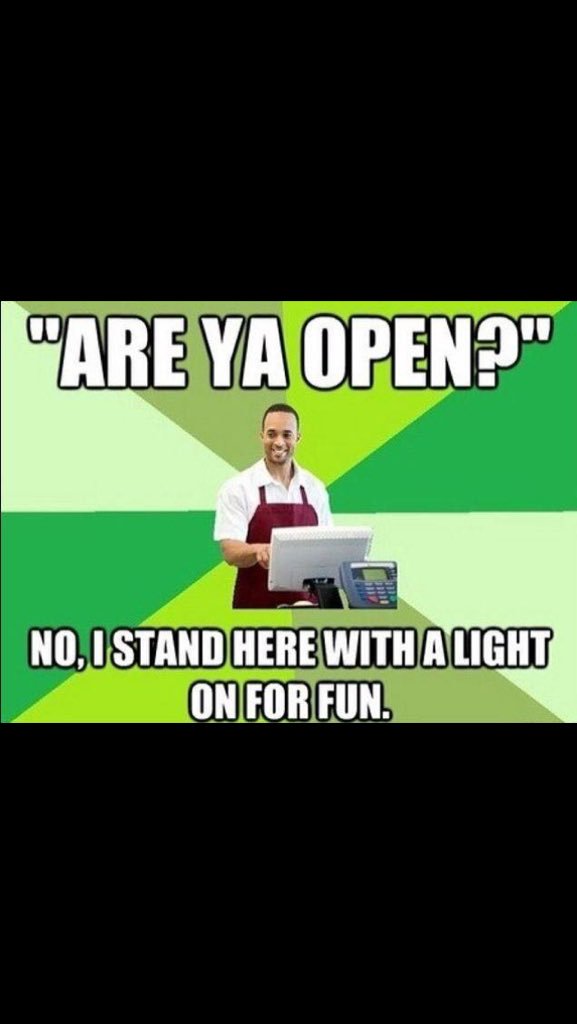 "ARE YA OPEN?"
NO, I STAND HERE WITH A LIGHT
ON FOR FUN.